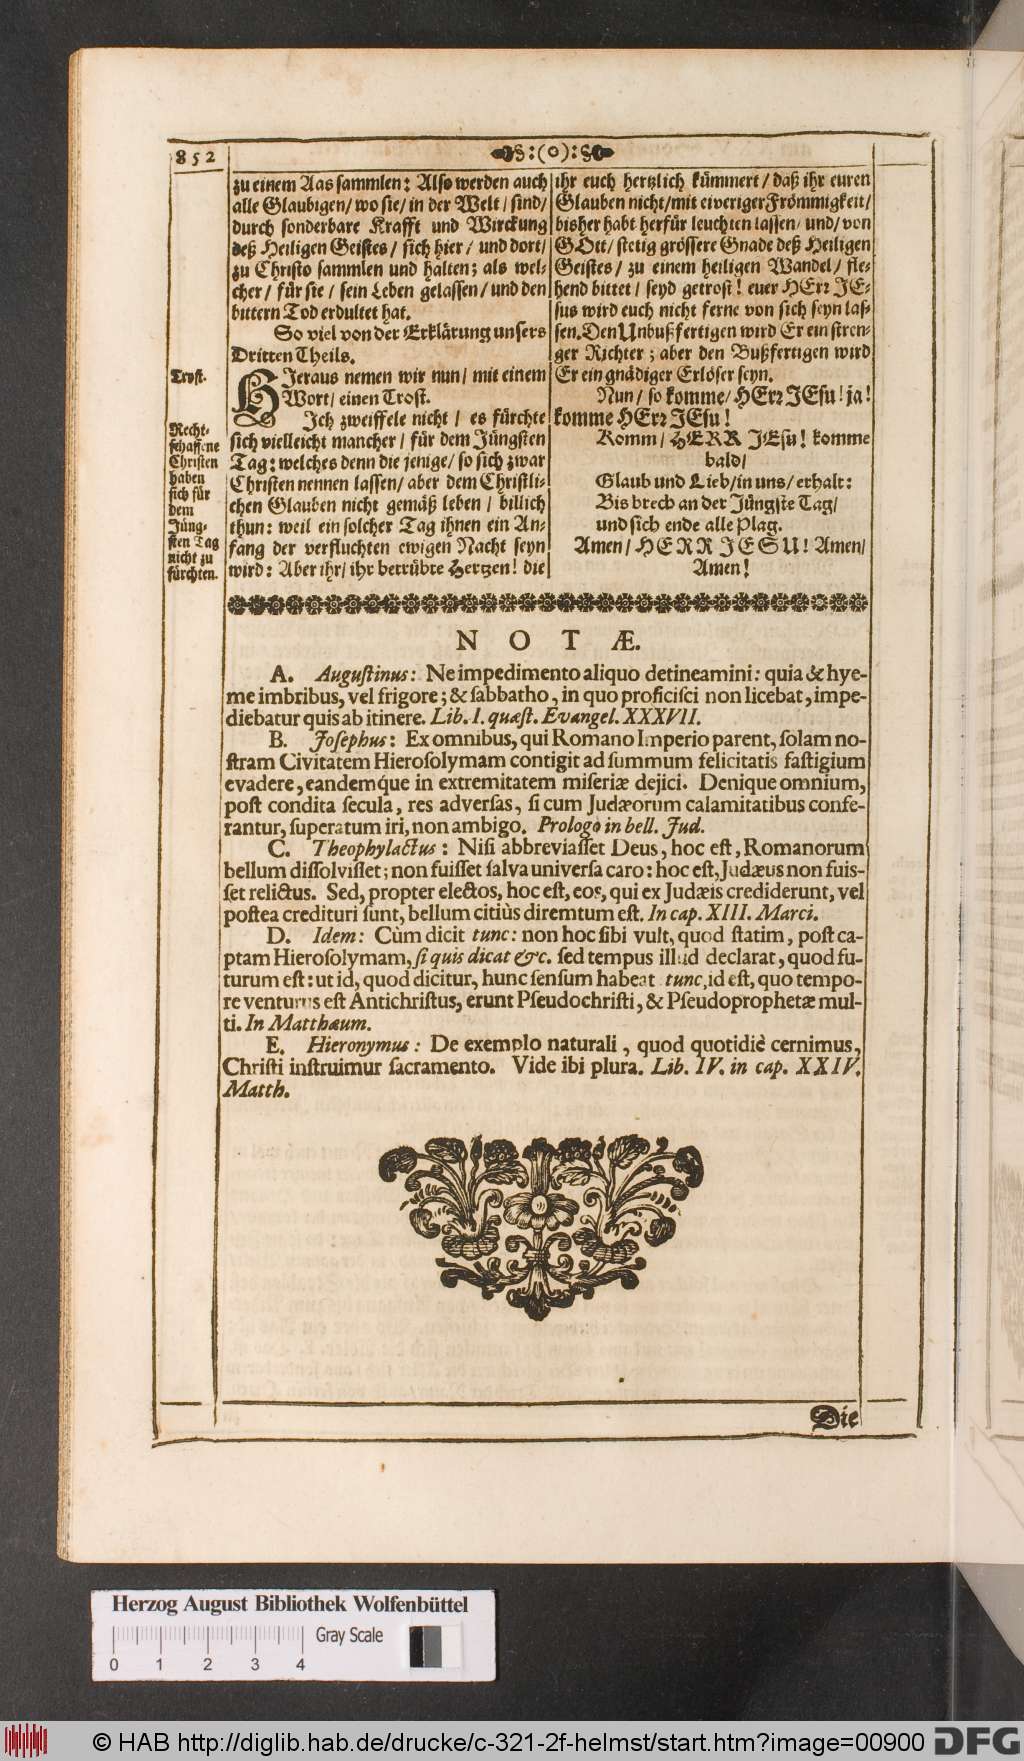 852
:(o):
zu einem Aas sammlen: Also werden auch
alle Glaubigen/ wo sie/ in der Welt/ sind/
durch sonderbare Krafft und Wirckung
deß Heiligen Geistes/ sich hier/ und dort/
zu Christo sammlen und halten; als wel-
cher/ für sie/ sein Leben gelassen/ und den
bittern Tod erdultet hat.
So viel von der Erklärung unsers
Dritten Theils.
Trost.
HJeraus nemen wir nun/ mit einem
Wort/ einen Trost.
Jch zweiffele nicht/ es fürchte
sich vielleicht mancher/ für dem Jüngsten
Tag: welches denn die jenige/ so sich zwar
Christen nennen lassen/ aber dem Christli-
chen Glauben nicht gemäß leben/ billich
thun: weil ein solcher Tag ihnen ein An-
fang der verfluchten ewigen Nacht seyn
wird: Aber ihr/ ihr betrübte Hertzen! die
Recht-
schaffene
Christen
haben
sich für
dem
Jüng-
sten Tag
nicht zu
fürchten.
ihr euch hertzlich kümmert/ daß ihr euren
Glauben nicht/ mit eiveriger Frömmigkeit/
bisher habt herfür leuchten lassen/ und/ von
GOtt/ stetig grössere Gnade deß Heiligen
Geistes/ zu einem heiligen Wandel/ fle-
hend bittet/ seyd getrost! euer HErr JE-
sus wird euch nicht ferne von sich seyn las-
sen. Den Unbußfertigen wird Er ein stren-
ger Richter; aber den Bußfertigen wird
Er ein gnädiger Erlöser seyn.
Nun/ so komme/ HErr JEsu! ja!
komme HErr JEsu!
Komm/ HERR JEsu! komme
bald/
Glaub und Lieb/ in uns/ erhalt:
Bis brech an der Jüngste Tag/
und sich ende alle Plag.
Amen/ HERR JESU! Amen/
Amen!
NOTÆ.
A. Augustinus: Ne impedimento aliquo detineamini: quia & hye-
me imbribus, vel frigore; & sabbatho, in quo proficisci non licebat, impe-
diebatur quis ab itinere. Lib. I. quæst. Evangel. XXXVII.
B. Josephus: Ex omnibus, qui Romano Imperio parent, solam no-
stram Civitatem Hierosolymam contigit ad summum felicitatis fastigium
evadere, eandemq́ue in extremitatem miseriæ dejici. Denique omnium,
post condita secula, res adversas, si cum Judæorum calamitatibus confe-
rantur, superatum iri, non ambigo. Prologo in bell. Jud.
C. Theophylactus: Nisi abbreviasset Deus, hoc est, Romanorum
bellum dissolvisset; non fuisset salva universa caro: hoc est, Judæus non fuis-
set relictus. Sed, propter electos, hoc est, eos, qui ex Judæis crediderunt, vel
postea credituri sunt, bellum citiùs diremtum est. In cap. XIII. Marci.
D. Idem: Cùm dicit tunc: non hoc sibi vult, quod statim, post ca-
ptam Hierosolymam, si quis dicat &c. sed tempus illud declarat, quod fu-
turum est: ut id, quod dicitur, hunc sensum habeat: tunc, id est, quo tempo-
re venturus est Antichristus, erunt Pseudochristi, & Pseudoprophetæ mul-
ti. In Matthæum.
E. Hieronymus: De exemplo naturali, quod quotidiè cernimus,
Christi instruimur sacramento. Vide ibi plura. Lib. IV. in cap. XXIV.
Matth.
Die
Herzog August Bibliothek Wolfenbüttel
Gray Scale
0 1 2 3 4
© HAB http://diglib.hab.de/drucke/c-321-2f-helmst/start.htm?image=00900
DFG